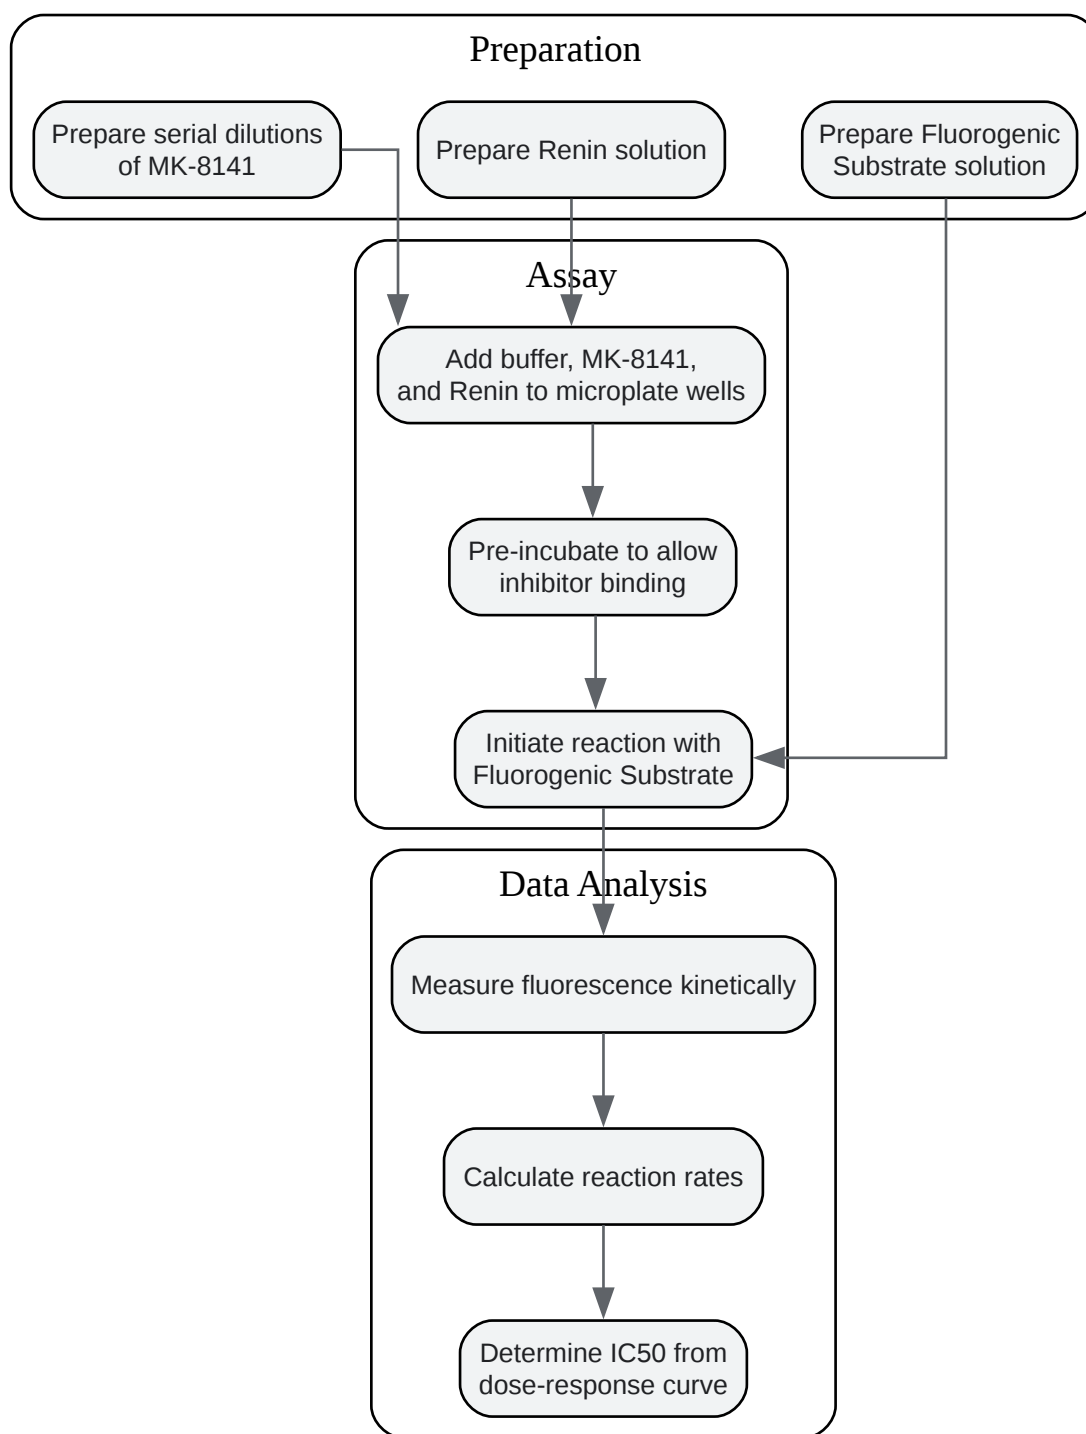 Preparation
Prepare serial dilutions
of MK-8141
Prepare Renin solution
Prepare Fluorogenic
Substrate solution
Assay
Add buffer, MK-8141,
and Renin to microplate wells
Pre-incubate to allow
inhibitor binding
Initiate reaction with
Fluorogenic Substrate
Data Analysis
Measure fluorescence kinetically
Calculate reaction rates
Determine IC50 from
dose-response curve